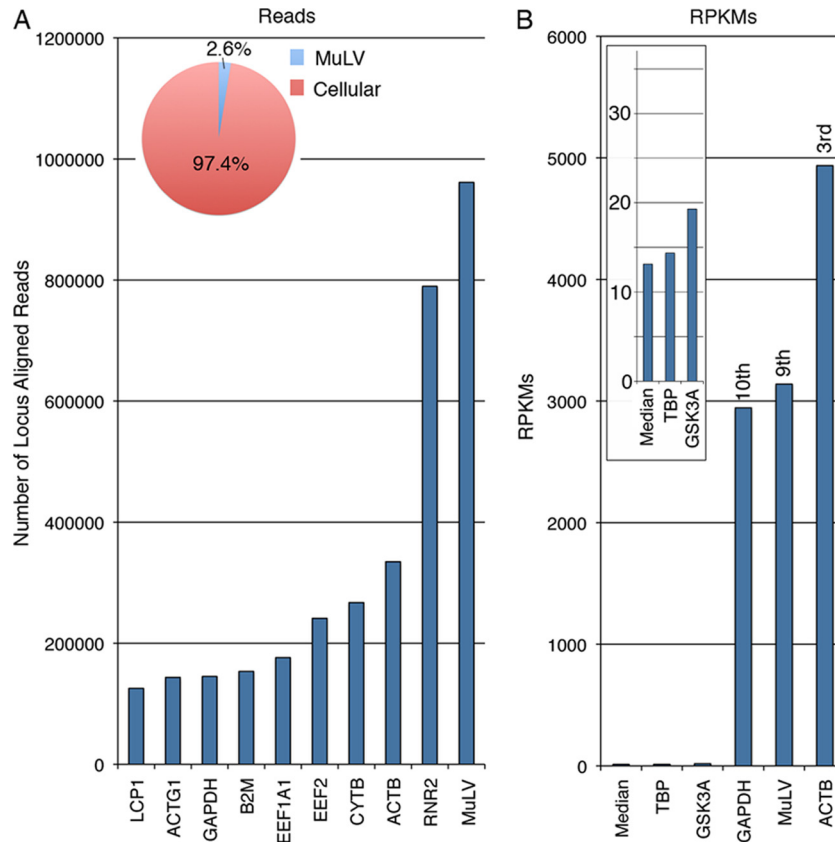 A
Reads
1200000
1000000
800000
600000
400000
200000
0
Number of Locus Aligned Reads
2.6%
97.4%
MuLV
Cellular
LCP1
ACTG1
GAPDH
B2M
EEF1A1
EEF2
CYTB
ACTB
RNR2
MuLV
B
RPKMs
6000
5000
4000
3000
2000
1000
0
RPKMs
30
20
10
0
Median
TBP
GSK3A
10th
9th
3rd
Median
TBP
GSK3A
GAPDH
MuLV
ACTB